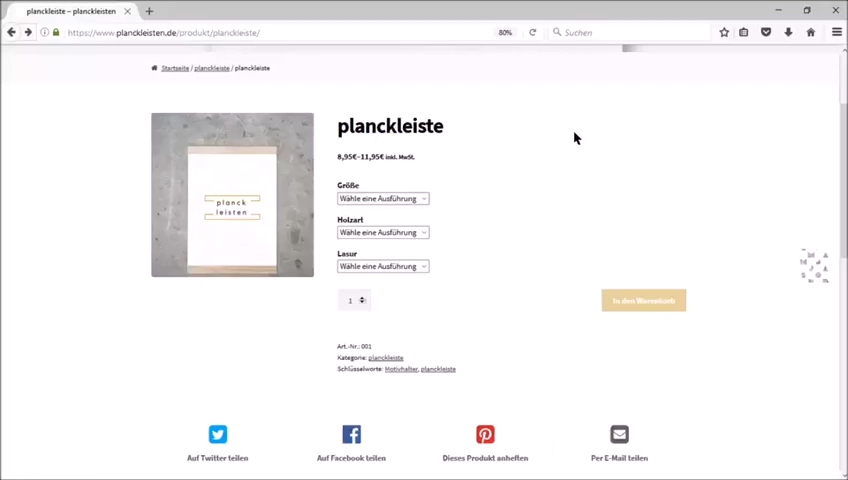 planckleiste – planckleisten
https://www.planckleisten.de/produkt/planckleiste/
80%
Suchen
Startseite / planckleiste / planckleiste
planckleiste
8,95€–11,95€ inkl. MwSt.
planck
leisten
Größe
Wähle eine Ausführung
Holzart
Wähle eine Ausführung
Lasur
Wähle eine Ausführung
1
In den Warenkorb
Art.-Nr.: 001
Kategorie: planckleiste
Schlüsselworte: Motivhalter, planckleiste
Auf Twitter teilen
Auf Facebook teilen
Dieses Produkt anheften
Per E-Mail teilen